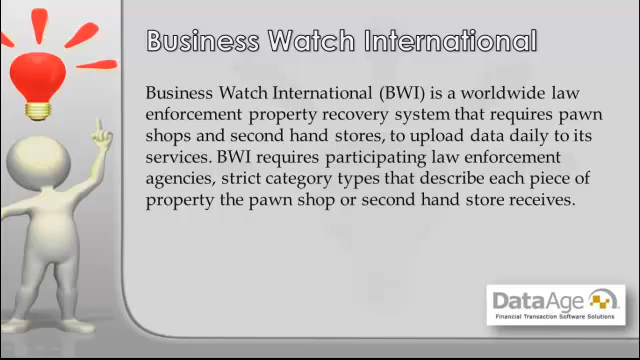 Business Watch International
Business Watch International (BWI) is a worldwide law
enforcement property recovery system that requires pawn
shops and second hand stores, to upload data daily to its
services. BWI requires participating law enforcement
agencies, strict category types that describe each piece of
property the pawn shop or second hand store receives.
DataAge
Financial Transaction Software Solutions